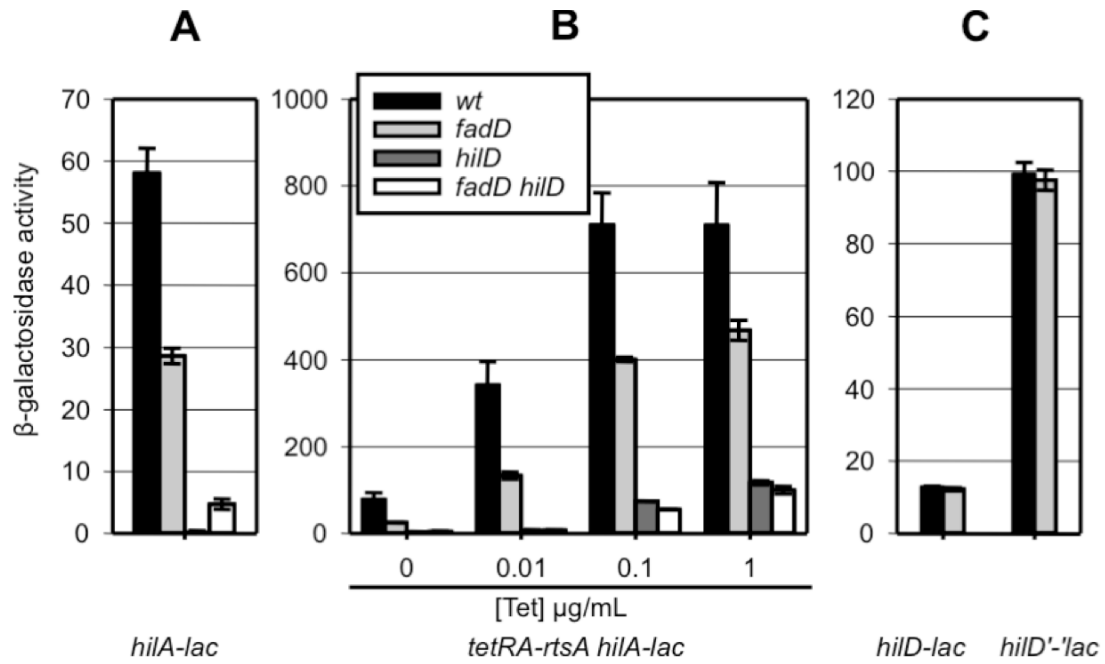 A
B
C
β-galactosidase activity
70
60
50
40
30
20
10
0
hilA-lac
1000
800
600
400
200
0
wt
fadD
hilD
fadD hilD
0 0.01 0.1 1
[Tet] µg/mL
tetRA-rtsA hilA-lac
120
100
80
60
40
20
0
hilD-lac hilD'-'lac